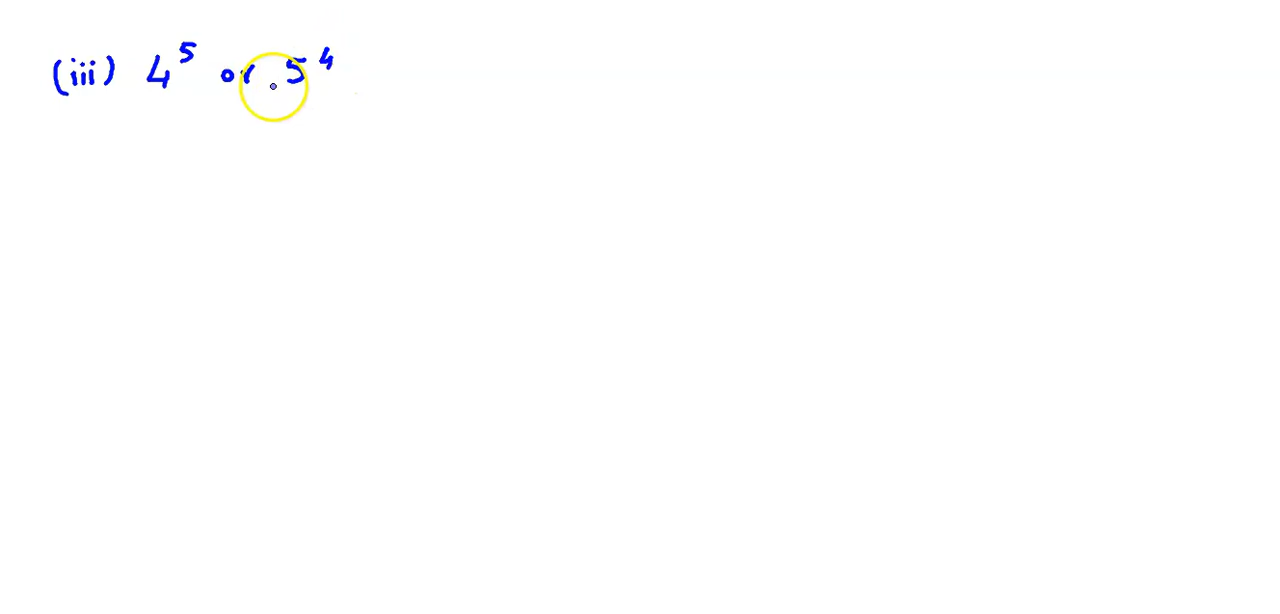 (iii) 4⁵ or 5⁴